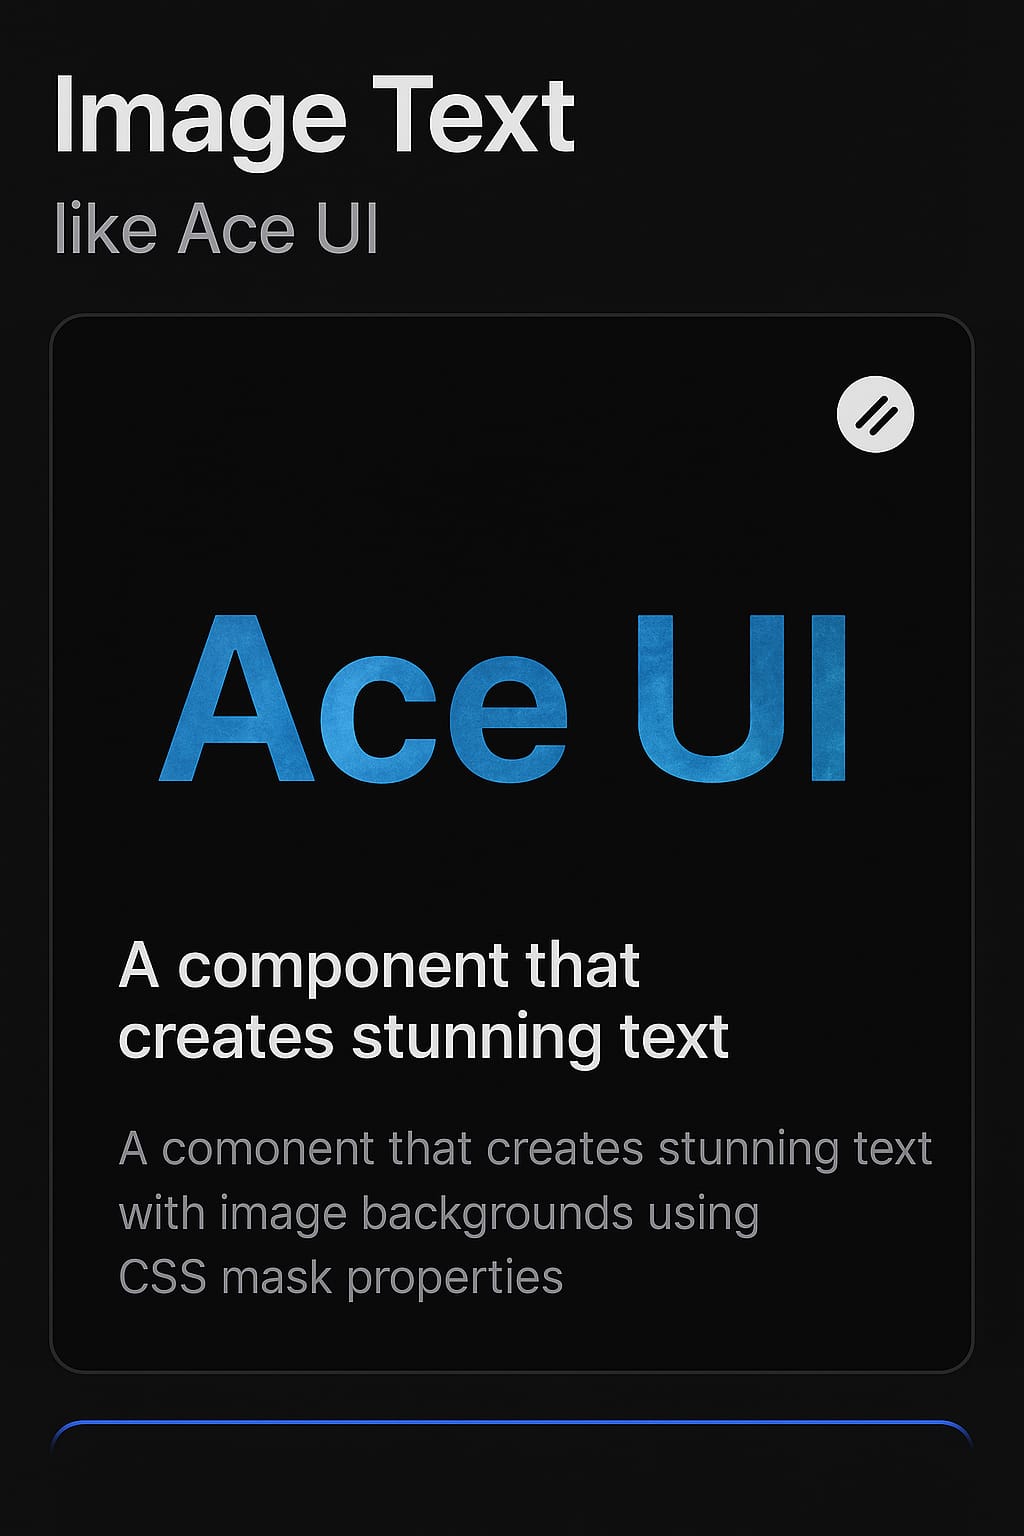 Image Text
like Ace UI
Ace UI
A component that
creates stunning text
A comonent that creates stunning text
with image backgrounds using
CSS mask properties